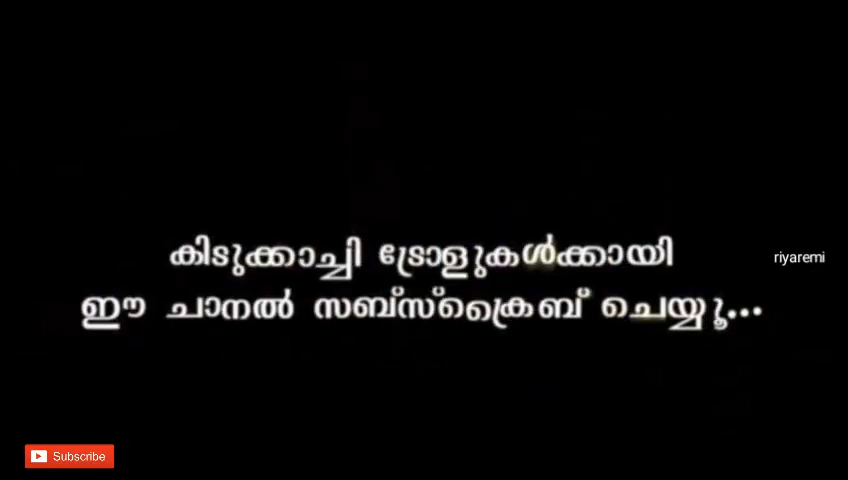 കിടുക്കാച്ചി ട്രോളുകൾക്കായി
riyaremi
ഈ ചാനൽ സബ്സ്ക്രൈബ് ചെയ്യൂ...
Subscribe